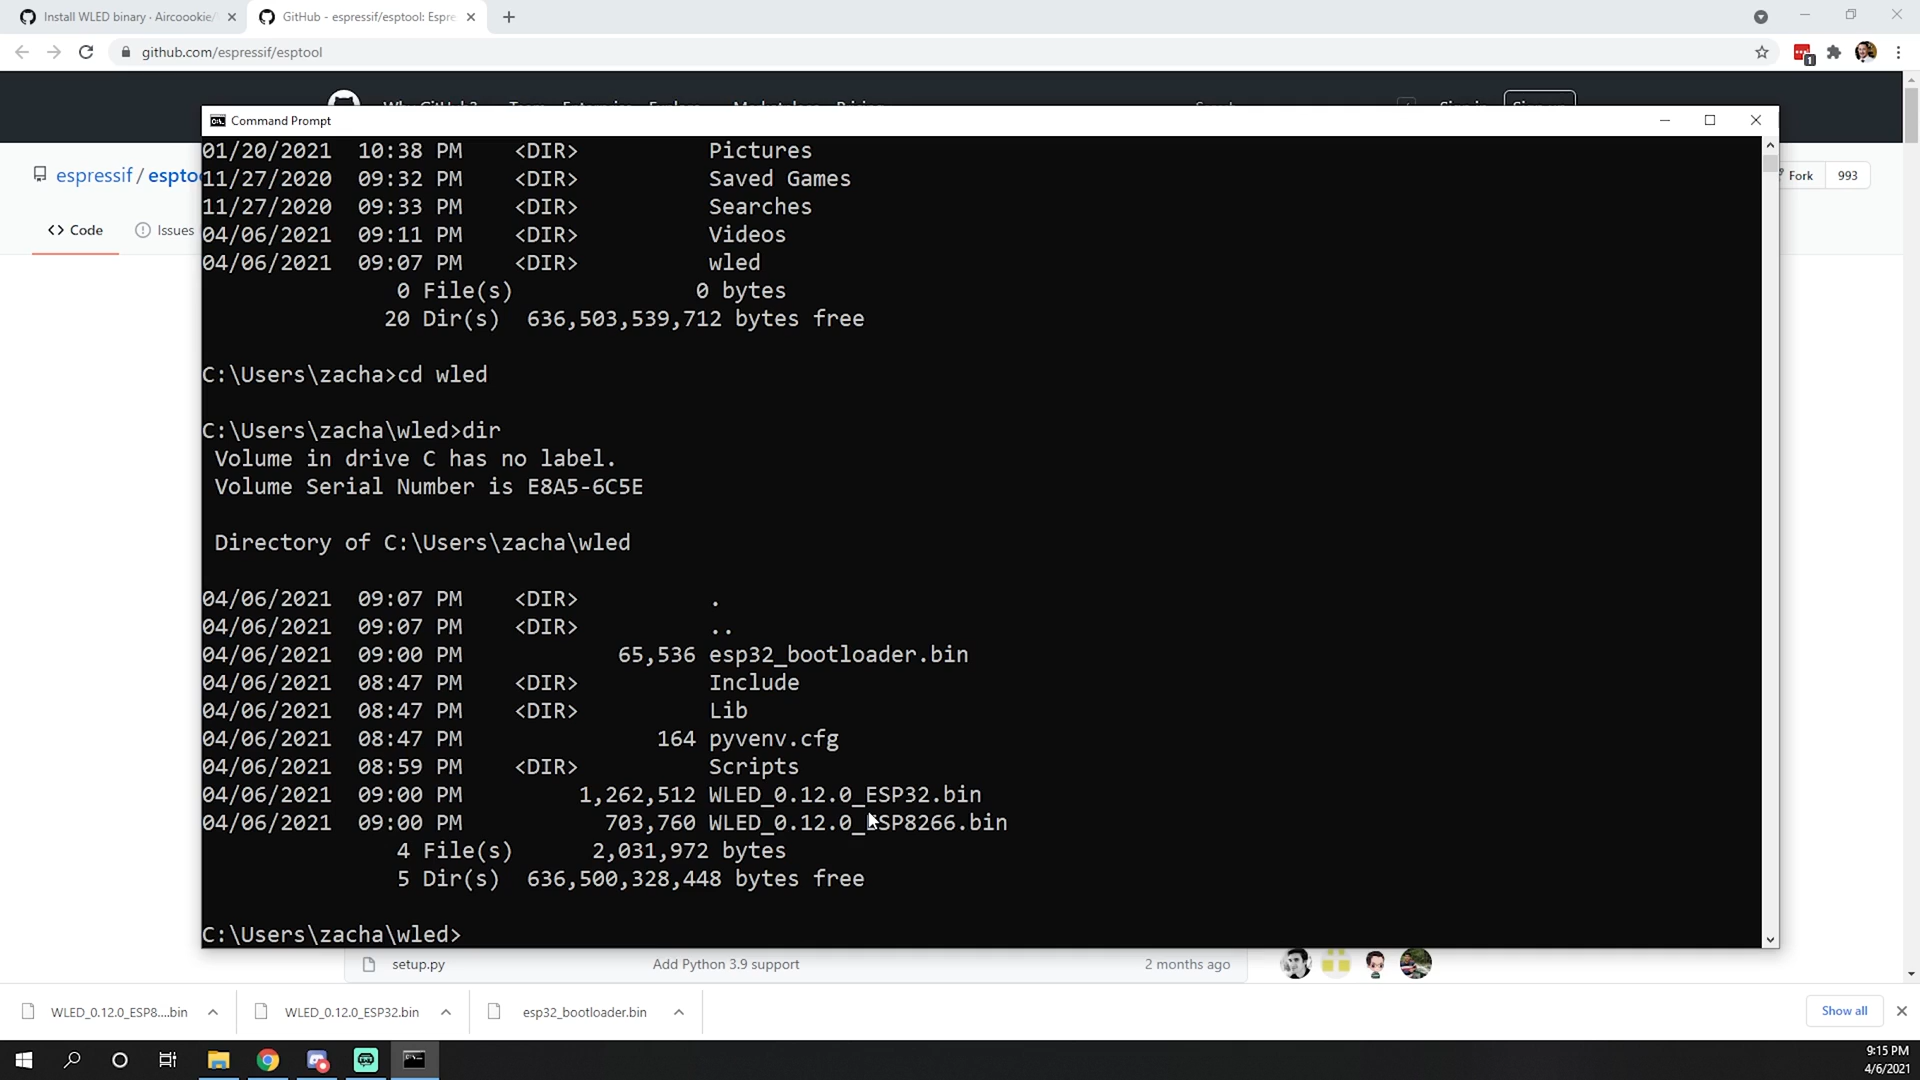 Install WLED binary · Aircoookie/
GitHub - espressif/esptool: Espre
github.com/espressif/esptool
1
Command Prompt
espressif / esptoo
Fork 993
Code
Issues
01/20/2021 10:38 PM <DIR> Pictures
11/27/2020 09:32 PM <DIR> Saved Games
11/27/2020 09:33 PM <DIR> Searches
04/06/2021 09:11 PM <DIR> Videos
04/06/2021 09:07 PM <DIR> wled
0 File(s) 0 bytes
20 Dir(s) 636,503,539,712 bytes free
C:\Users\zacha>cd wled
C:\Users\zacha\wled>dir
Volume in drive C has no label.
Volume Serial Number is E8A5-6C5E
Directory of C:\Users\zacha\wled
04/06/2021 09:07 PM <DIR> .
04/06/2021 09:07 PM <DIR> ..
04/06/2021 09:00 PM 65,536 esp32_bootloader.bin
04/06/2021 08:47 PM <DIR> Include
04/06/2021 08:47 PM <DIR> Lib
04/06/2021 08:47 PM 164 pyvenv.cfg
04/06/2021 08:59 PM <DIR> Scripts
04/06/2021 09:00 PM 1,262,512 WLED_0.12.0_ESP32.bin
04/06/2021 09:00 PM 703,760 WLED_0.12.0_ESP8266.bin
4 File(s) 2,031,972 bytes
5 Dir(s) 636,500,328,448 bytes free
C:\Users\zacha\wled>
setup.py Add Python 3.9 support 2 months ago
WLED_0.12.0_ESP8....bin
WLED_0.12.0_ESP32.bin
esp32_bootloader.bin
Show all
9:15 PM
4/6/2021